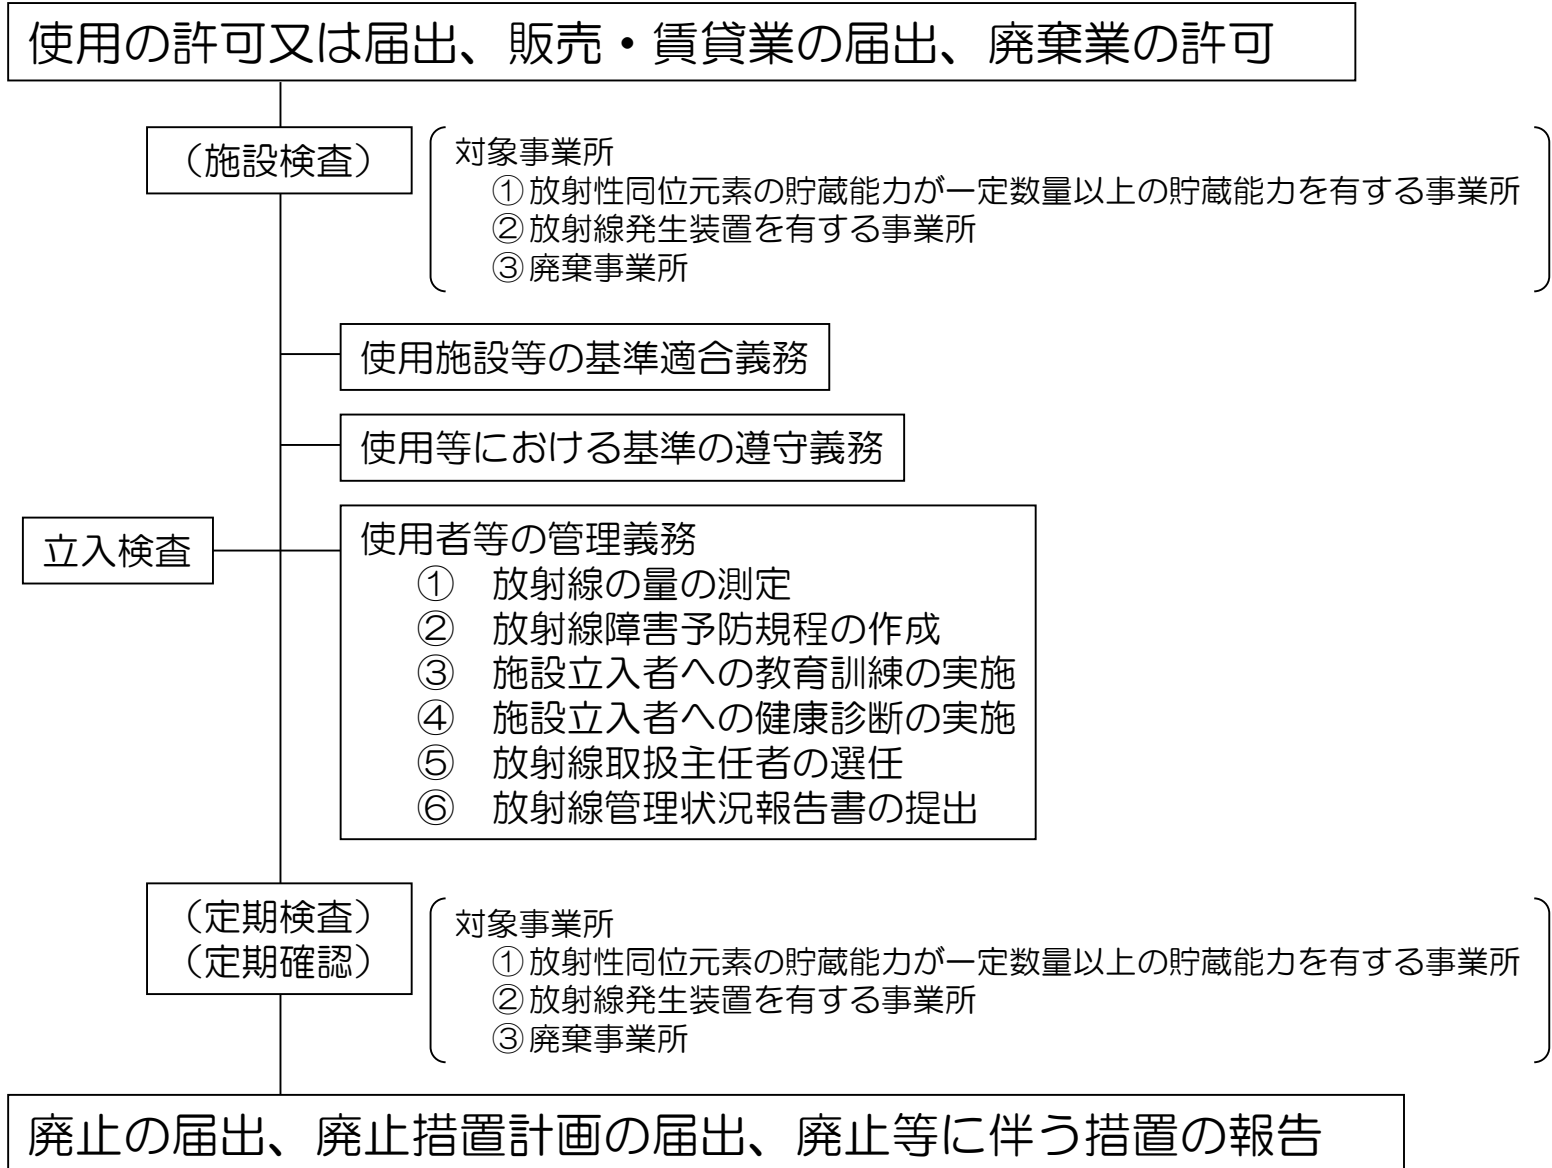 使用の許可又は届出、販売・賃貸業の届出、廃棄業の許可
（施設検査）
対象事業所
①放射性同位元素の貯蔵能力が一定数量以上の貯蔵能力を有する事業所
②放射線発生装置を有する事業所
③廃棄事業所
使用施設等の基準適合義務
使用等における基準の遵守義務
立入検査
使用者等の管理義務
①　放射線の量の測定
②　放射線障害予防規程の作成
③　施設立入者への教育訓練の実施
④　施設立入者への健康診断の実施
⑤　放射線取扱主任者の選任
⑥　放射線管理状況報告書の提出
（定期検査）
（定期確認）
対象事業所
①放射性同位元素の貯蔵能力が一定数量以上の貯蔵能力を有する事業所
②放射線発生装置を有する事業所
③廃棄事業所
廃止の届出、廃止措置計画の届出、廃止等に伴う措置の報告